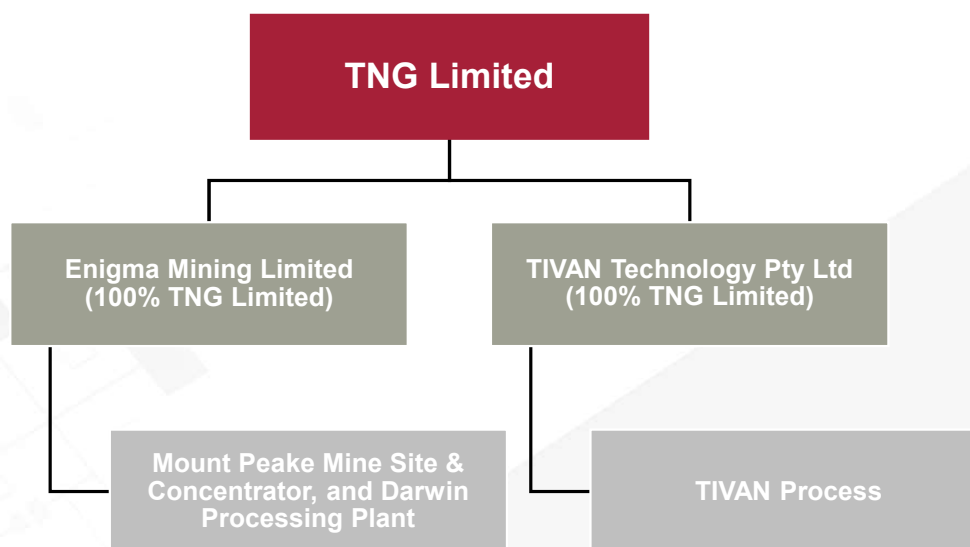 TNG Limited
Enigma Mining Limited
(100% TNG Limited)
TIVAN Technology Pty Ltd
(100% TNG Limited)
Mount Peake Mine Site &
Concentrator, and Darwin
Processing Plant
TIVAN Process